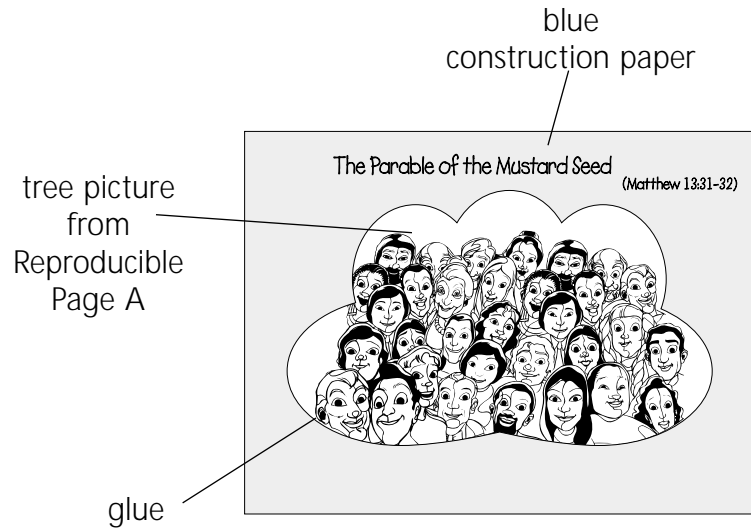 blue
construction paper
The Parable of the Mustard Seed
(Matthew 13:31-32)
tree picture
from
Reproducible
Page A
glue